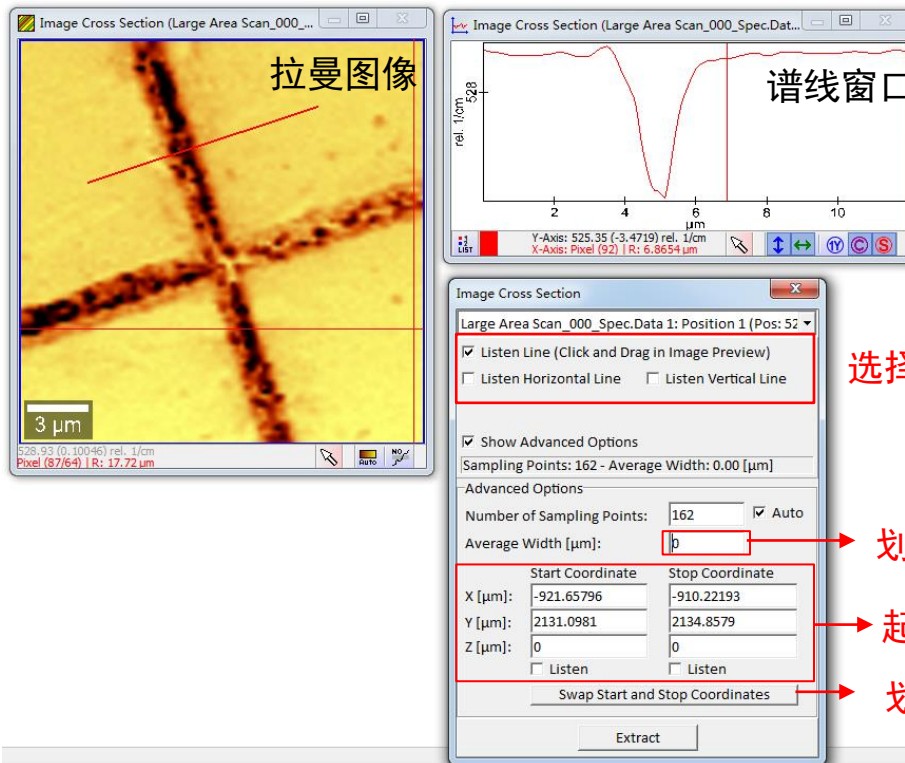 Image Cross Section (Large Area Scan_000_...
拉曼图像
3 μm
528.93 (0.10046) rel. 1/cm
Pixel (87/64) | R: 17.72 μm
AUTO
NO
Image Cross Section (Large Area Scan_000_Spec.Dat...
谱线窗口
528
rel. 1/cm
2 4 6 8 10
μm
LIST
Y-Axis: 525.35 (-3.4719) rel. 1/cm
X-Axis: Pixel (92) | R: 6.8654 μm
1Y C S
Image Cross Section
Large Area Scan_000_Spec.Data 1: Position 1 (Pos: 52
Listen Line (Click and Drag in Image Preview)
Listen Horizontal Line Listen Vertical Line
选择
Show Advanced Options
Sampling Points: 162 - Average Width: 0.00 [μm]
Advanced Options
Number of Sampling Points: 162 Auto
Average Width [μm]: 0
划
Start Coordinate Stop Coordinate
X [μm]: -921.65796 -910.22193
Y [μm]: 2131.0981 2134.8579
Z [μm]: 0 0
起
Listen Listen
Swap Start and Stop Coordinates
划
Extract